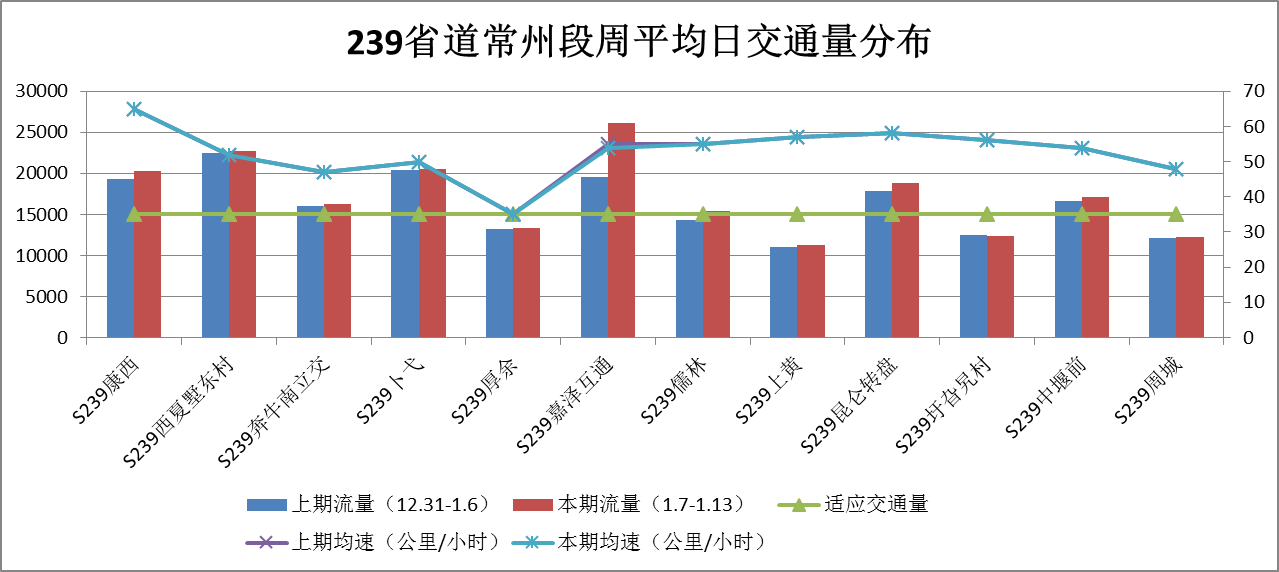 239省道常州段周平均日交通量分布
30000 70
25000 60
20000 50
15000 40
10000 30
5000 20
0 10
0
S239康西
S239西夏墅东村
S239奔牛南立交
S239卜弋
S239厚余
S239嘉泽互通
S239儒林
S239上黄
S239昆仑转盘
S239圩旮旯村
S239中堰前
S239周城
上期流量（12.31-1.6） 本期流量（1.7-1.13） 适应交通量
上期均速（公里/小时） 本期均速（公里/小时）